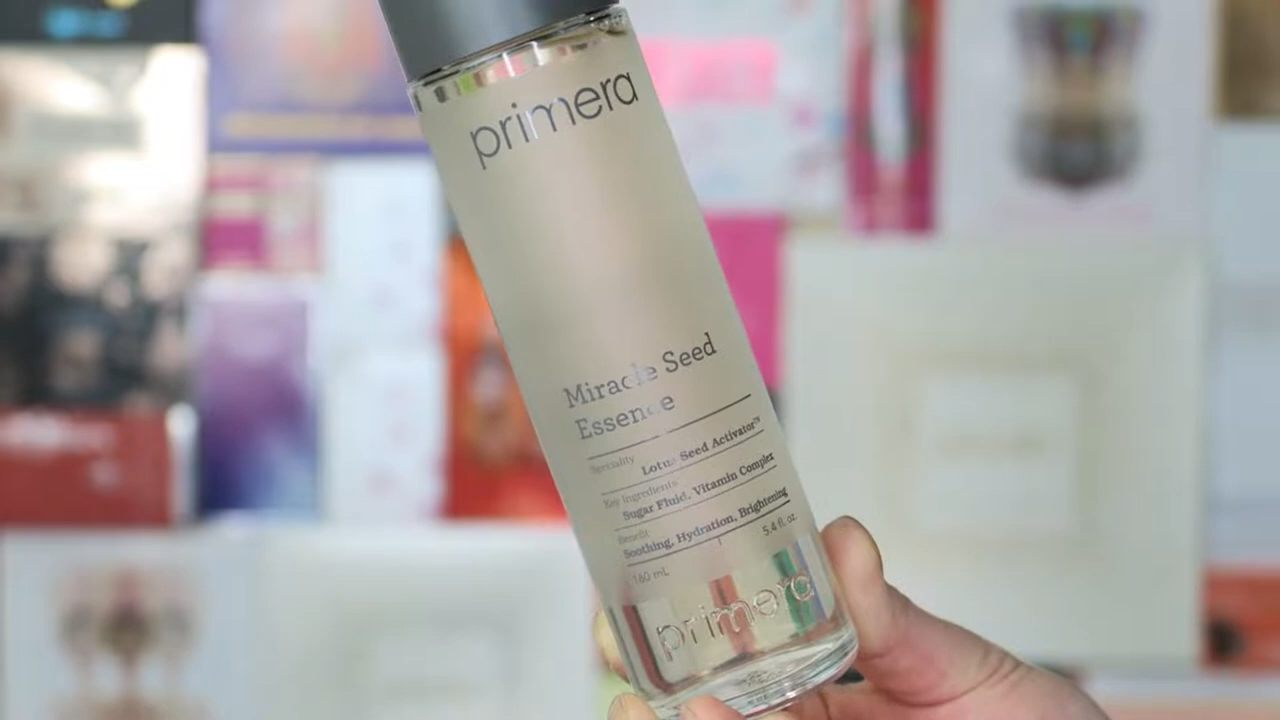 primera
Miracle Seed
Essence
Speciality
Lotus Seed Activator™
Key Ingredients
Sugar Fluid, Vitamin Complex
Benefit
Soothing, Hydration, Brightening
160 mL
5.4 fl. oz.
primera